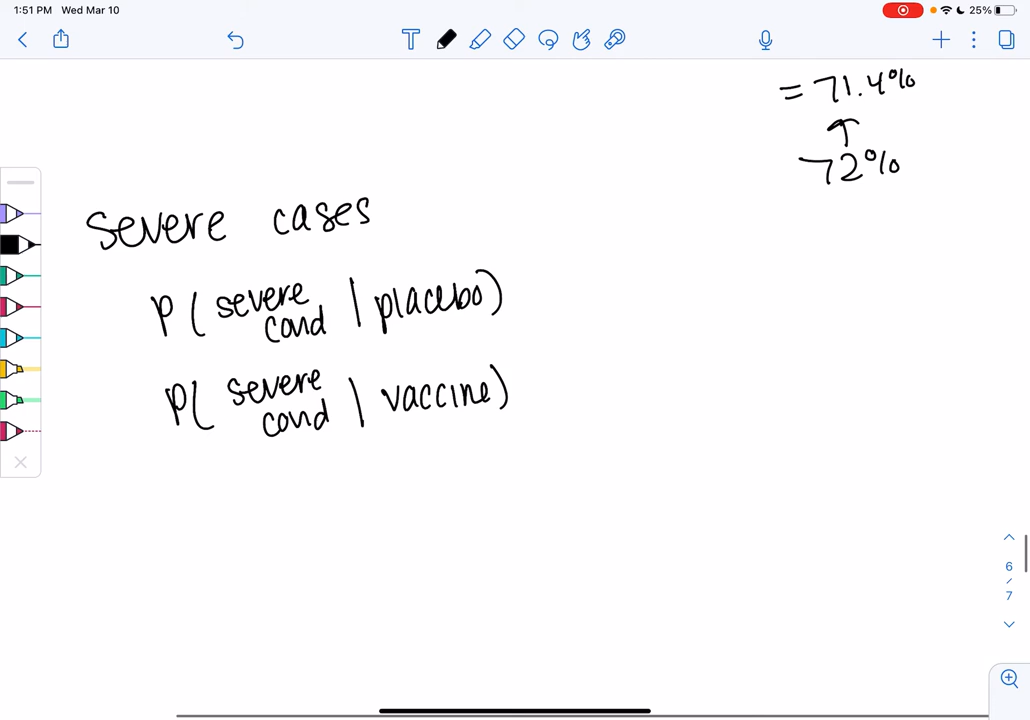 1:51 PM Wed Mar 10
25%
T
= 71.4%
72%
severe cases
P( severe cond | placebo)
P( severe cond | vaccine)
6
/
7